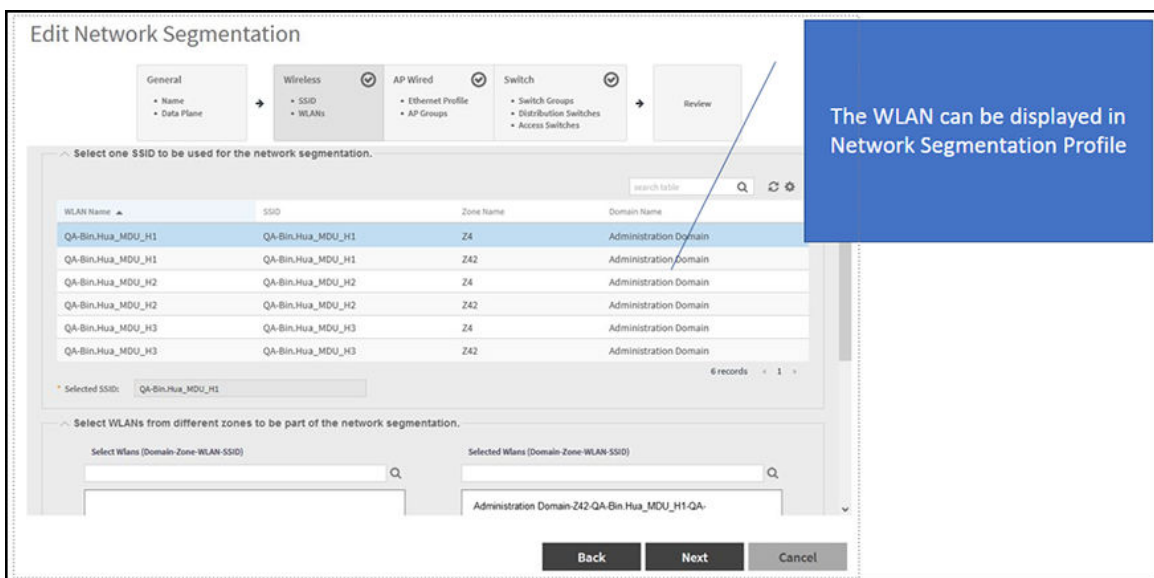 Edit Network Segmentation
General
• Name
• Data Plane
Wireless
• SSID
• WLANs
AP Wired
• Ethernet Profile
• AP Groups
Switch
• Switch Groups
• Distribution Switches
• Access Switches
Review
The WLAN can be displayed in
Network Segmentation Profile
Select one SSID to be used for the network segmentation.
search table
WLAN Name SSID Zone Name Domain Name
QA-Bin.Hua_MDU_H1 QA-Bin.Hua_MDU_H1 Z4 Administration Domain
QA-Bin.Hua_MDU_H1 QA-Bin.Hua_MDU_H1 Z42 Administration Domain
QA-Bin.Hua_MDU_H2 QA-Bin.Hua_MDU_H2 Z4 Administration Domain
QA-Bin.Hua_MDU_H2 QA-Bin.Hua_MDU_H2 Z42 Administration Domain
QA-Bin.Hua_MDU_H3 QA-Bin.Hua_MDU_H3 Z4 Administration Domain
QA-Bin.Hua_MDU_H3 QA-Bin.Hua_MDU_H3 Z42 Administration Domain
6 records 1
* Selected SSID: QA-Bin.Hua_MDU_H1
Select WLANs from different zones to be part of the network segmentation.
Select Wlans (Domain-Zone-WLAN-SSID) Selected Wlans (Domain-Zone-WLAN-SSID)
Administration Domain-Z42-QA-Bin.Hua_MDU_H1-QA-
Back Next Cancel